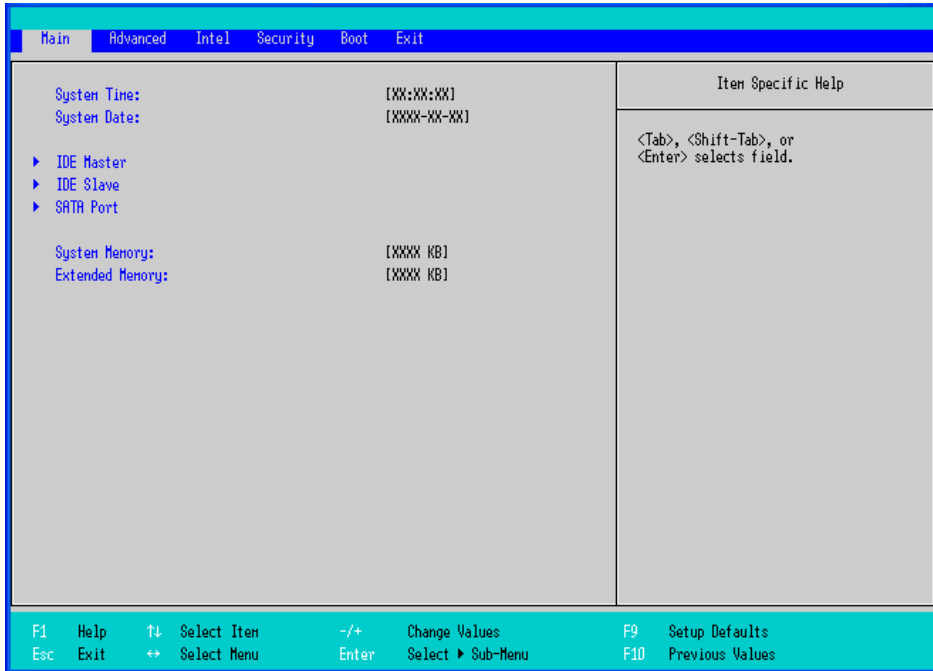 Main Advanced Intel Security Boot Exit
Item Specific Help
System Time: [XX:XX:XX]
System Date: [XXXX-XX-XX]
<Tab>, <Shift-Tab>, or
<Enter> selects field.
▶ IDE Master
▶ IDE Slave
▶ SATA Port
System Memory: [XXXX KB]
Extended Memory: [XXXX KB]
F1 Help ↑↓ Select Item -/+ Change Values F9 Setup Defaults
Esc Exit ↔ Select Menu Enter Select ▶ Sub-Menu F10 Previous Values